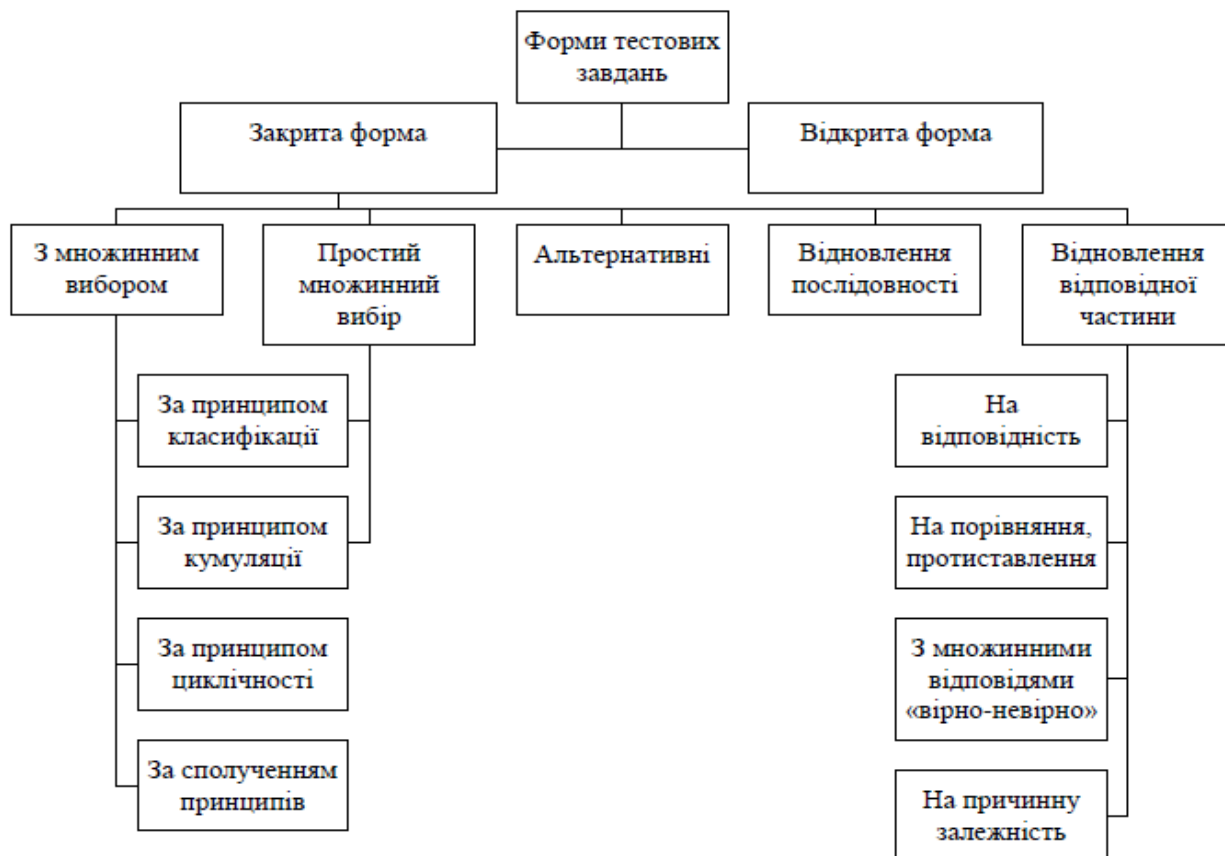 Форми тестових
завдань
Закрита форма
Відкрита форма
З множинним
вибором
Простий
множинний
вибір
Альтернативні
Відновлення
послідовності
Відновлення
відповідної
частини
За принципом
класифікації
За принципом
кумуляції
За принципом
циклічності
За сполученням
принципів
На
відповідність
На порівняння,
протиставлення
З множинними
відповідями
«вірно-невірно»
На причинну
залежність